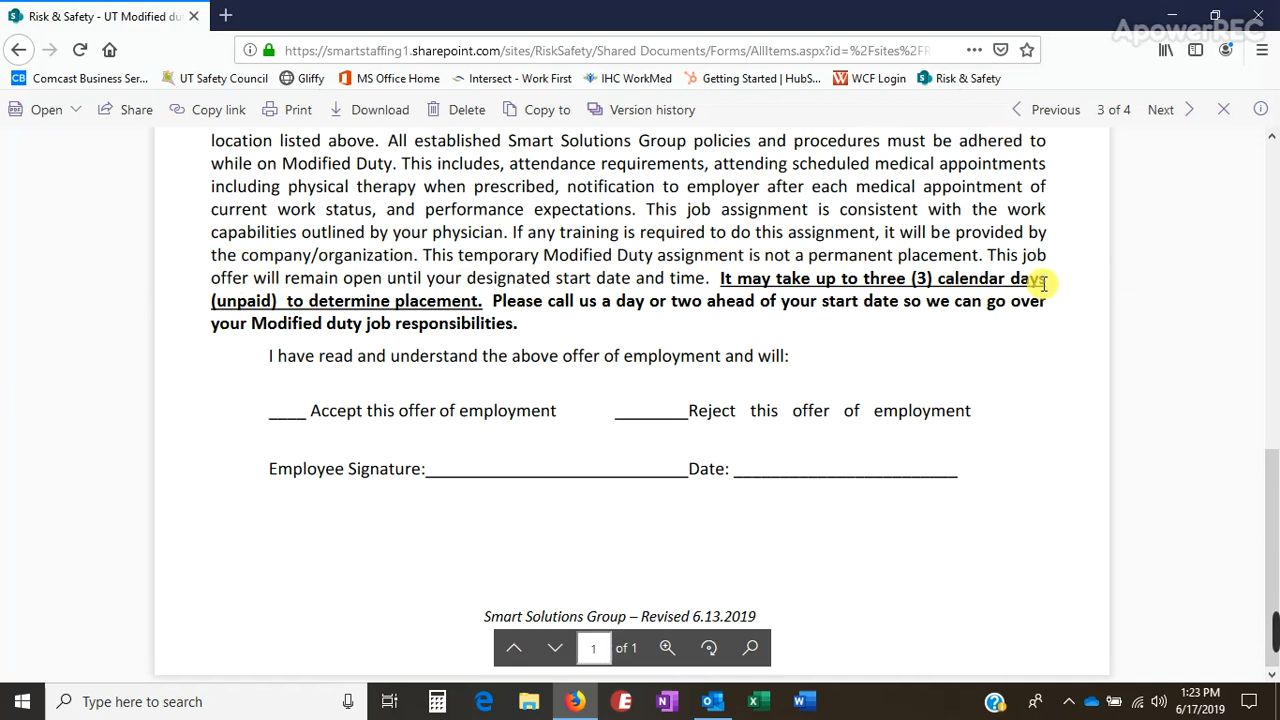 Risk & Safety - UT Modified du
ApowerREC
https://smartstaffing1.sharepoint.com/sites/RiskSafety/Shared Documents/Forms/AllItems.aspx?id=%2Fsites%2FR
CB Comcast Business Ser... UT Safety Council Gliffy MS Office Home Intersect - Work First IHC WorkMed Getting Started | HubS... WCF Login Risk & Safety
Open Share Copy link Print Download Delete Copy to Version history Previous 3 of 4 Next
location listed above. All established Smart Solutions Group policies and procedures must be adhered to
while on Modified Duty. This includes, attendance requirements, attending scheduled medical appointments
including physical therapy when prescribed, notification to employer after each medical appointment of
current work status, and performance expectations. This job assignment is consistent with the work
capabilities outlined by your physician. If any training is required to do this assignment, it will be provided by
the company/organization. This temporary Modified Duty assignment is not a permanent placement. This job
offer will remain open until your designated start date and time. It may take up to three (3) calendar days
(unpaid) to determine placement. Please call us a day or two ahead of your start date so we can go over
your Modified duty job responsibilities.
I have read and understand the above offer of employment and will:
____ Accept this offer of employment ________Reject this offer of employment
Employee Signature:____________________________Date: ________________________
Smart Solutions Group – Revised 6.13.2019
1 of 1
Type here to search
1:23 PM
6/17/2019